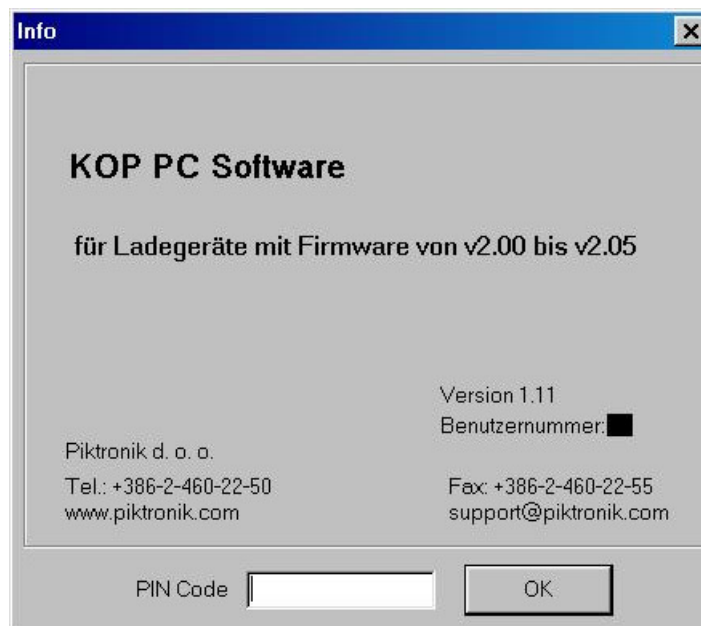 Info
KOP PC Software
für Ladegeräte mit Firmware von v2.00 bis v2.05
Version 1.11
Benutzernummer:
Piktronik d. o. o.
Tel.: +386-2-460-22-50
Fax: +386-2-460-22-55
www.piktronik.com
support@piktronik.com
PIN Code
OK